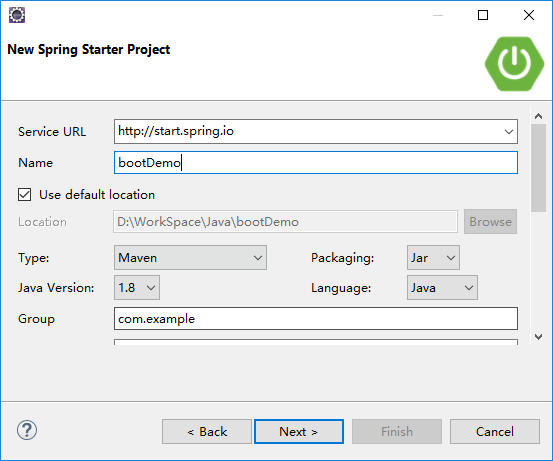 New Spring Starter Project
Service URL http://start.spring.io
Name bootDemo
Use default location
Location D:\WorkSpace\Java\bootDemo Browse
Type: Maven Packaging: Jar
Java Version: 1.8 Language: Java
Group com.example
? < Back Next > Finish Cancel